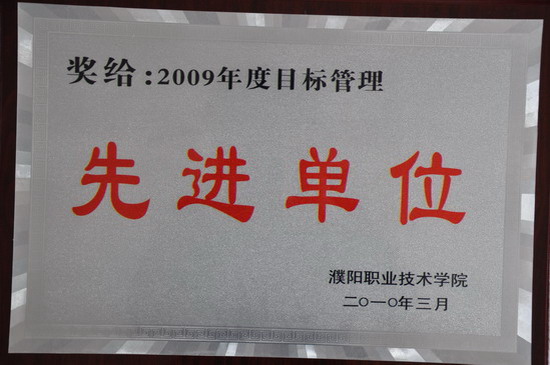 奖给：2009年度目标管理
先进单位
濮阳职业技术学院
二〇一〇年三月